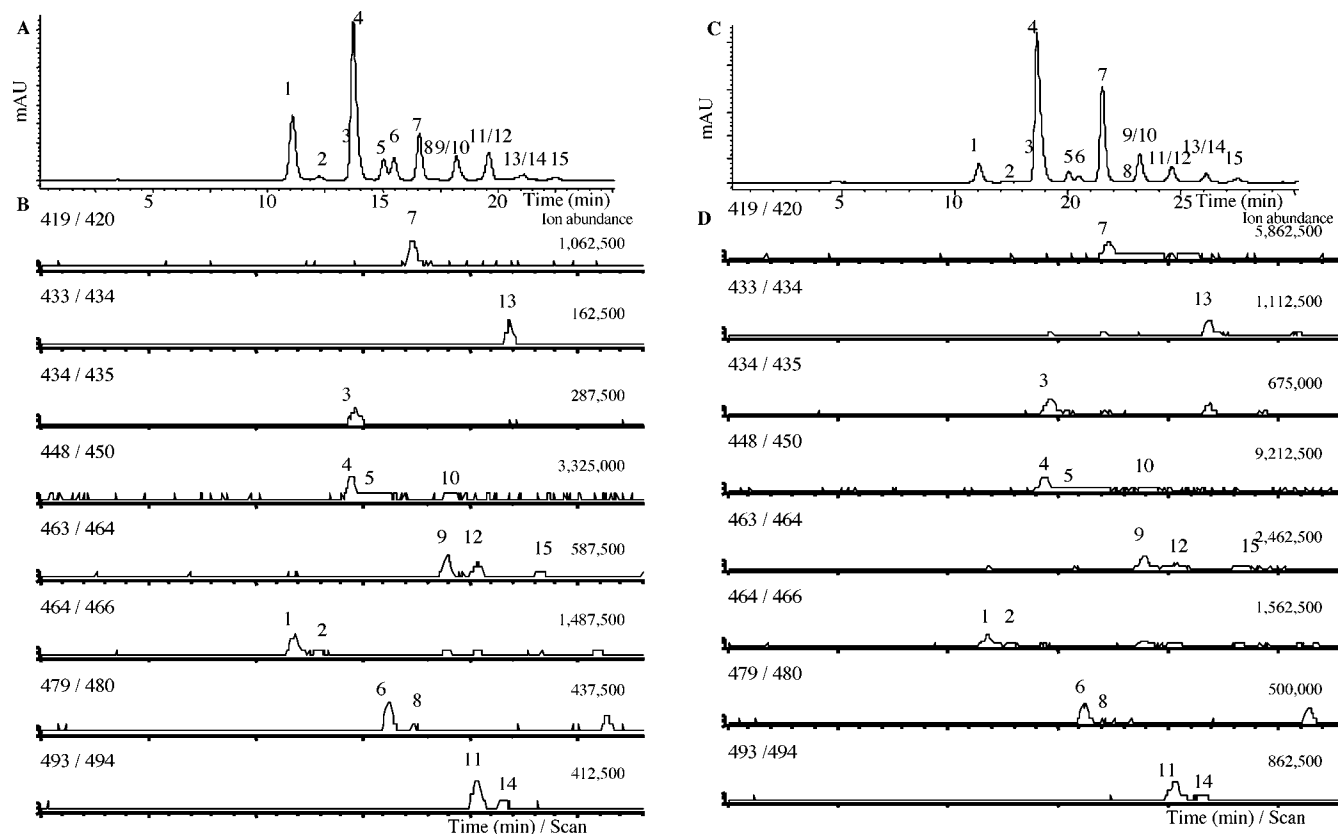 A
mAU
1
2
3
4
5
6
7
8
9/10
11/12
13/14
15
5
10
15
20
Time (min)
B
Ion abundance
419 / 420
7
1,062,500
433 / 434
13
162,500
434 / 435
3
287,500
448 / 450
4
5
10
3,325,000
463 / 464
9
12
15
587,500
464 / 466
1
2
1,487,500
479 / 480
6
8
437,500
493 / 494
11
14
412,500
Time (min) / Scan
C
mAU
1
2
3
4
5
6
7
8
9/10
11/12
13/14
15
5
10
20
25
Time (min)
D
Ion abundance
419 / 420
7
5,862,500
433 / 434
13
1,112,500
434 / 435
3
675,000
448 / 450
4
5
10
9,212,500
463 / 464
9
12
15
2,462,500
464 / 466
1
2
1,562,500
479 / 480
6
8
500,000
493 /494
11
14
862,500
Time (min) / Scan